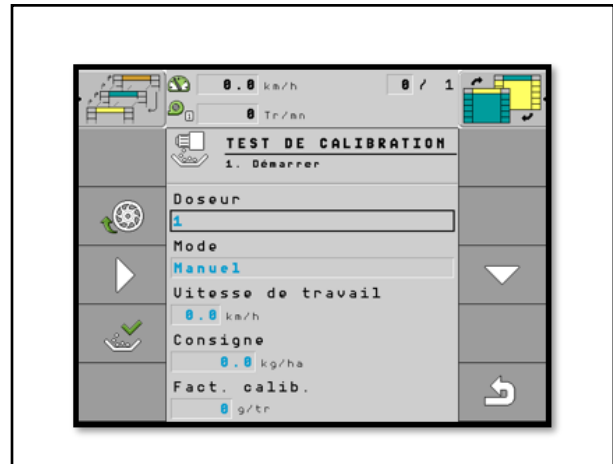 0.0 km/h
0 / 1
1
0 Tr/mn
TEST DE CALIBRATION
1. Démarrer
Doseur
1
Mode
Manuel
Vitesse de travail
0.0 km/h
Consigne
0.0 kg/ha
Fact. calib.
0 g/tr